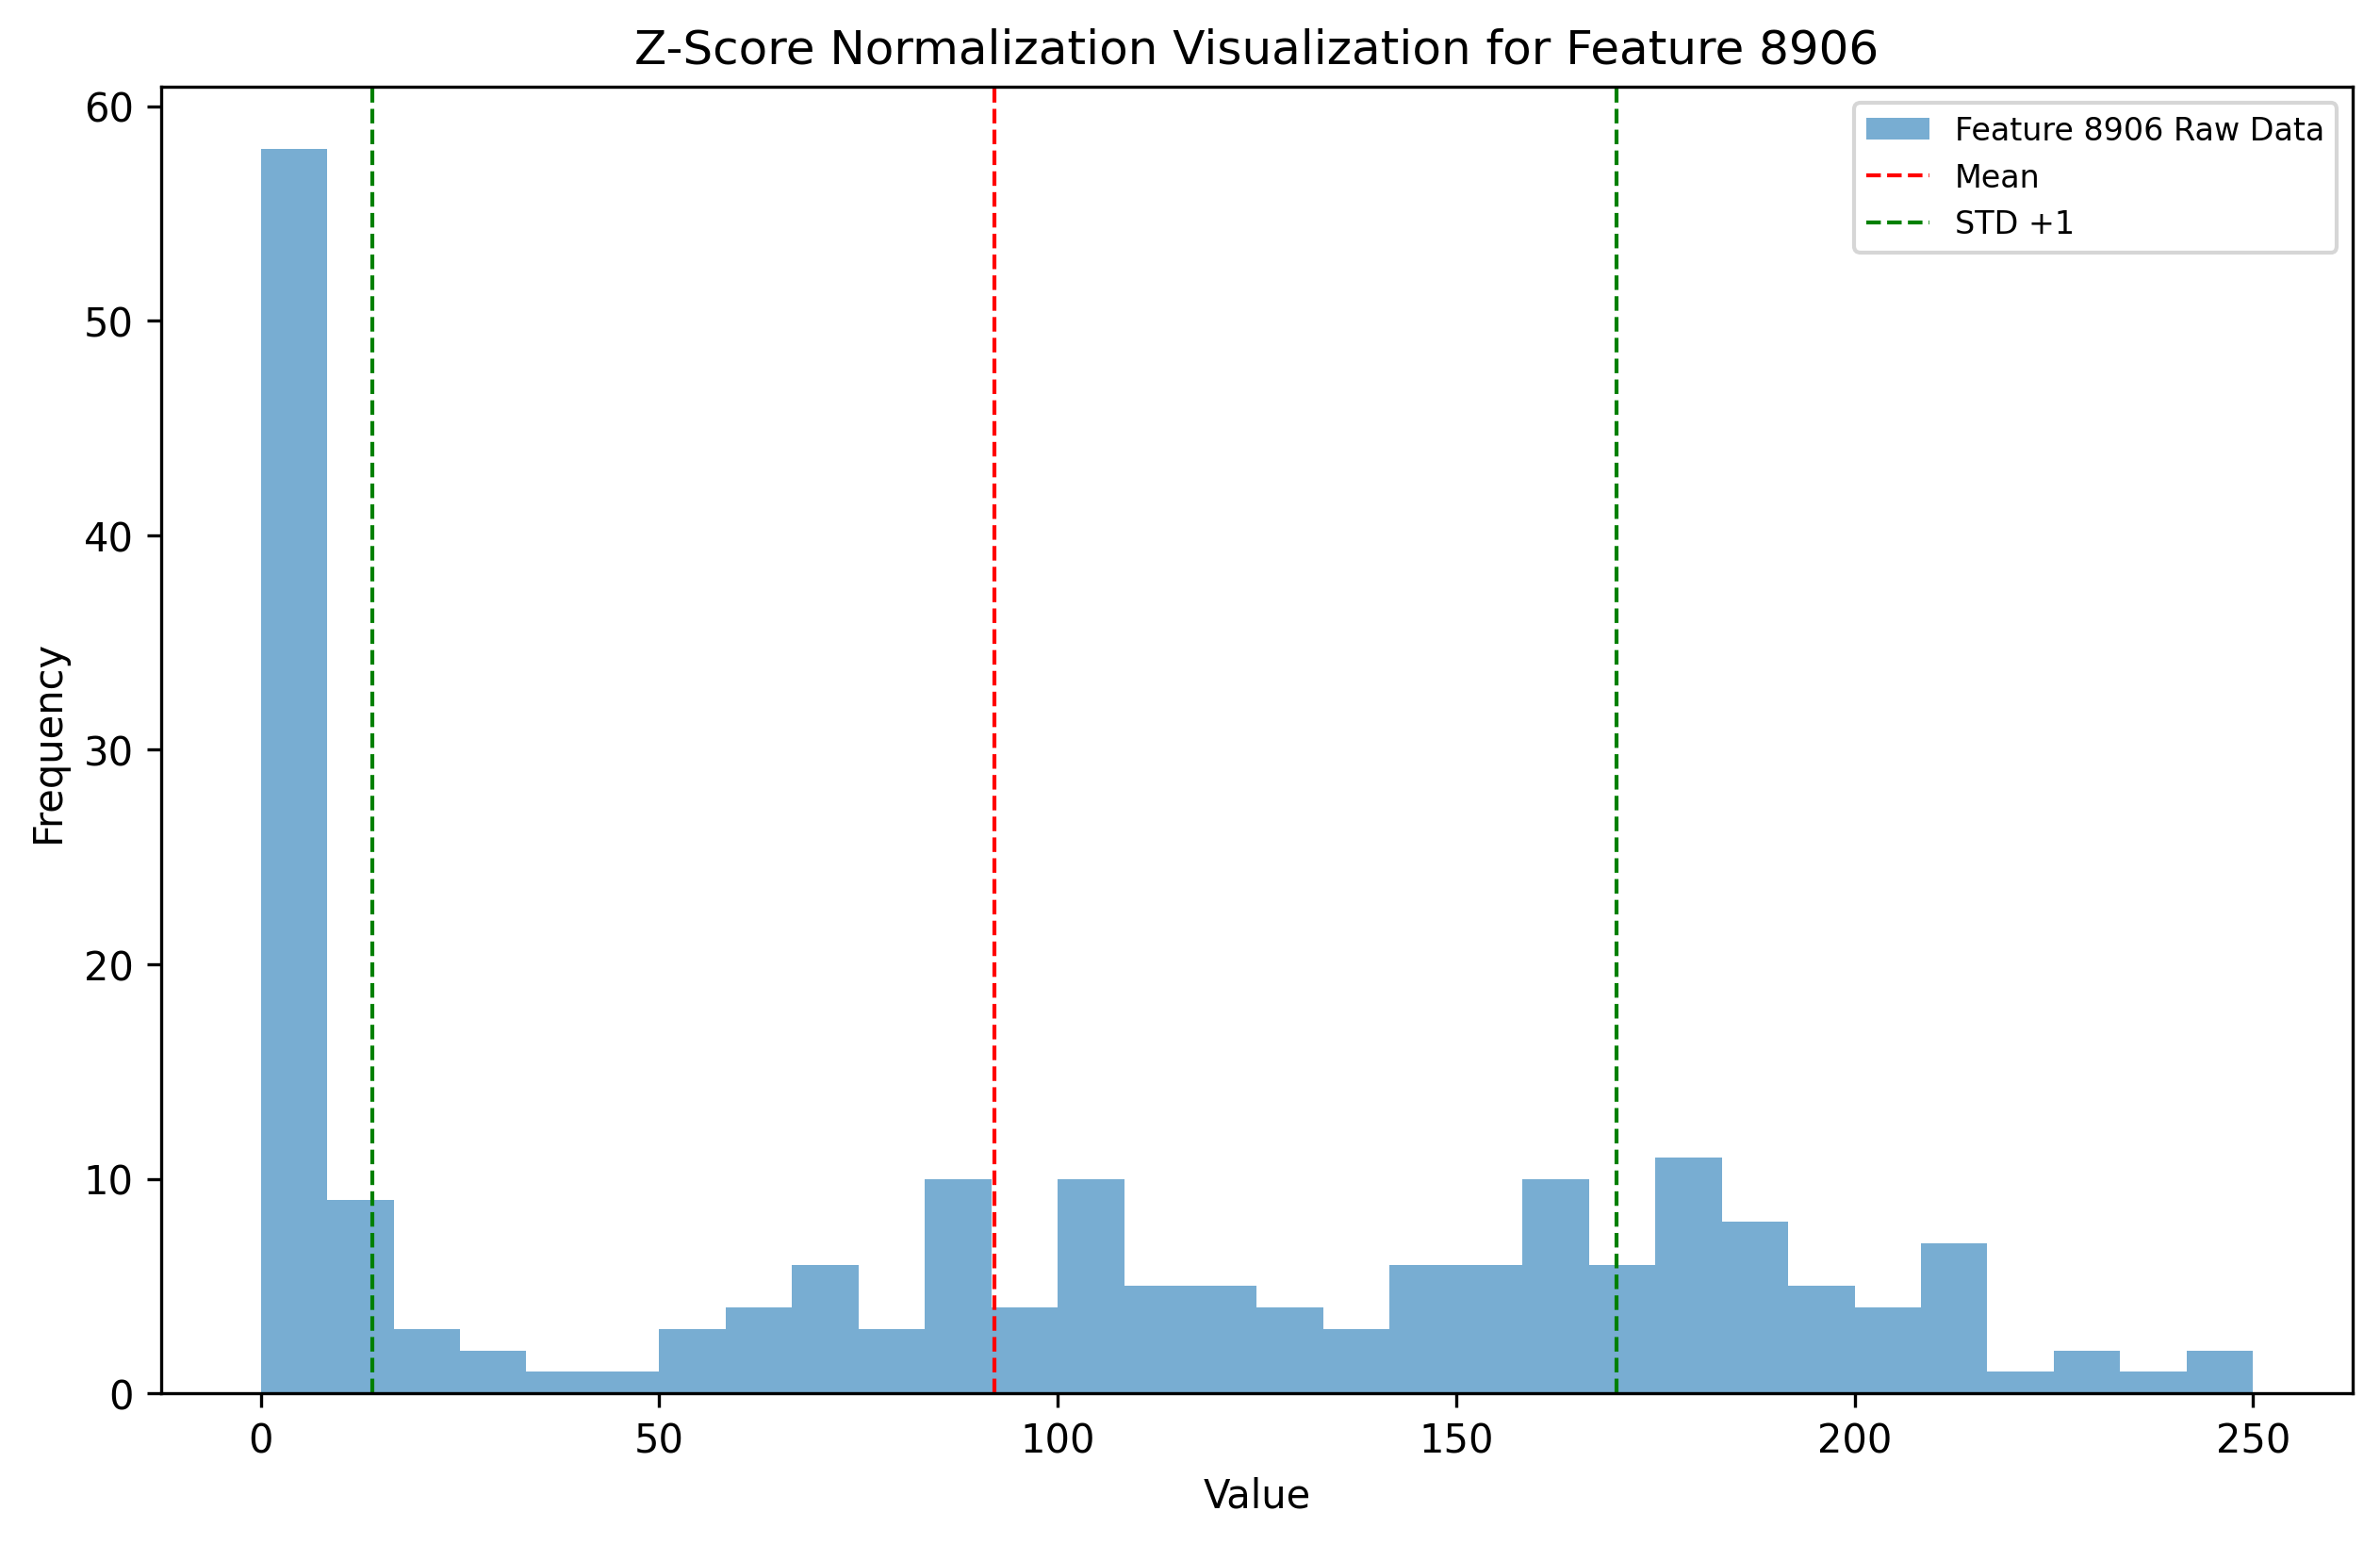 Z-Score Normalization Visualization for Feature 8906
Feature 8906 Raw Data
Mean
STD +1
60
50
40
30
20
10
0
Frequency
0 50 100 150 200 250
Value